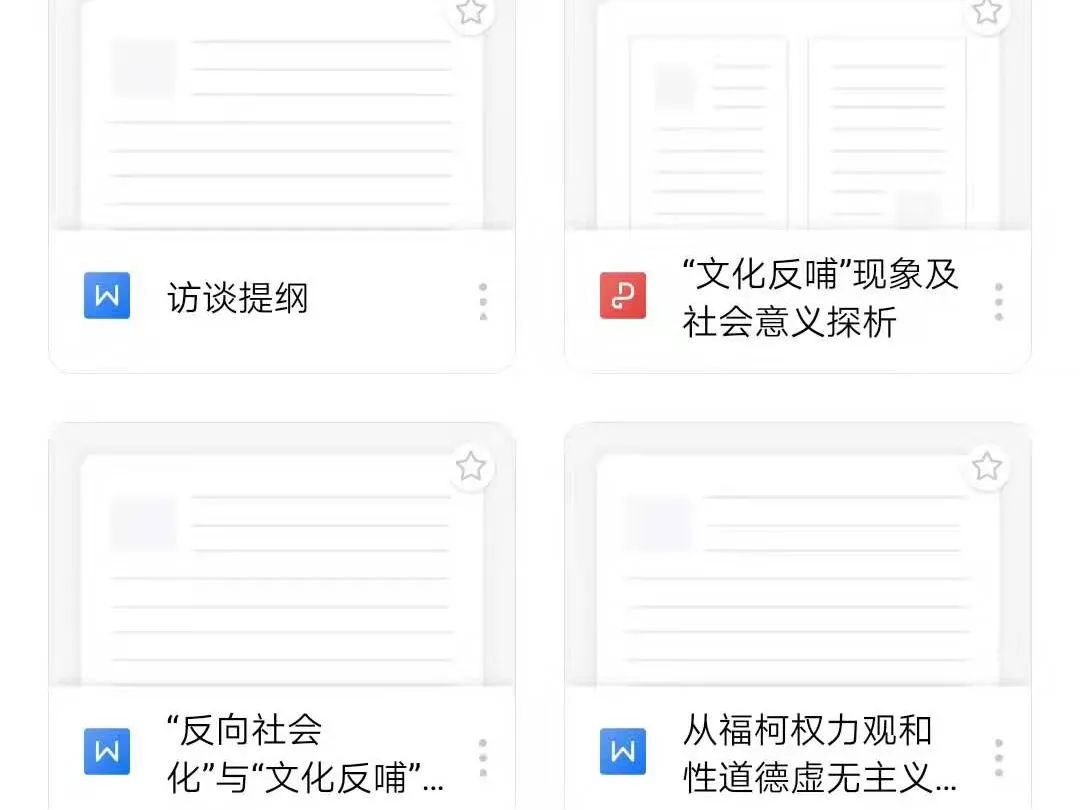 访谈提纲
“文化反哺”现象及
社会意义探析
“反向社会
化”与“文化反哺”...
从福柯权力观和
性道德虚无主义...